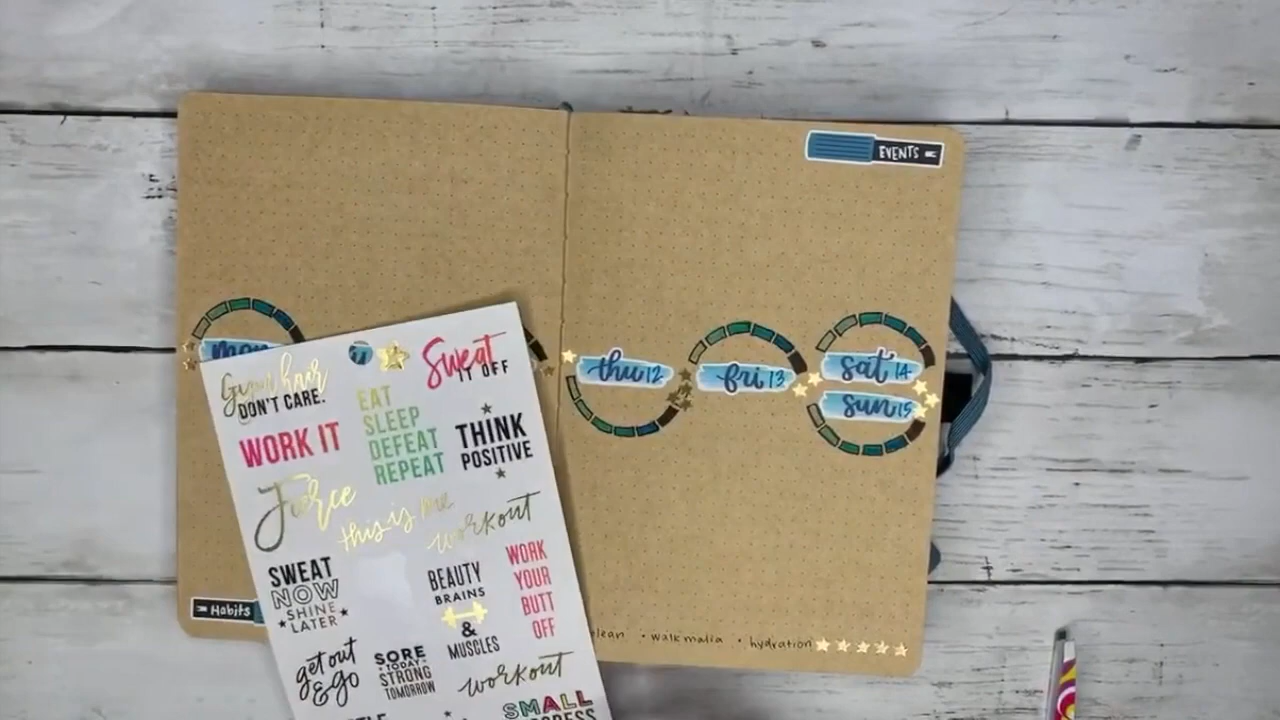 EVENTS
mon
thu 12
fri 13
sat 14
sun 15
Habits
clean • walk malia • hydration
Gym hair
DON'T CARE.
Sweat
IT OFF
WORK IT
EAT
SLEEP
DEFEAT
REPEAT
THINK
POSITIVE
Fierce
this is me
workout
SWEAT
NOW
SHINE
LATER
BEAUTY
BRAINS
&
MUSCLES
WORK
YOUR
BUTT
OFF
get out
& go
SORE
TODAY
STRONG
TOMORROW
workout
SMALL